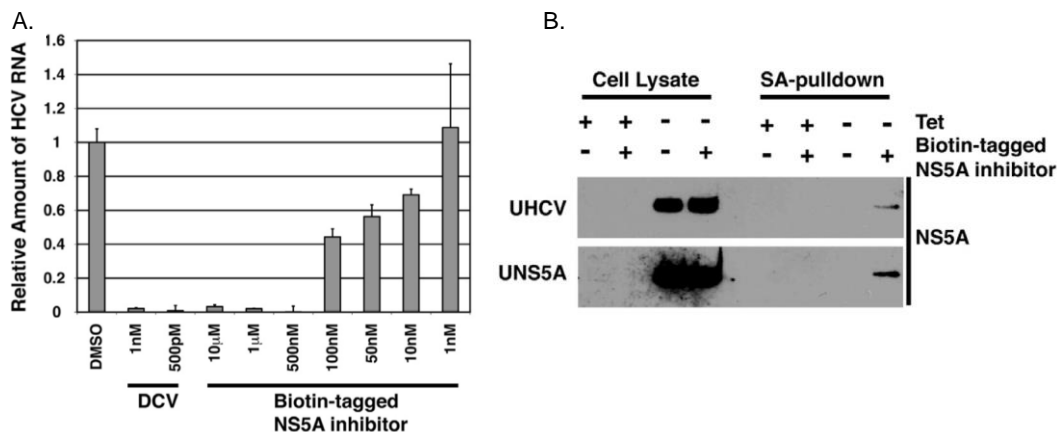 A.
Relative Amount of HCV RNA
1.6
1.4
1.2
1
0.8
0.6
0.4
0.2
0
DMSO
1nM
500pM
10µM
1µM
500nM
100nM
50nM
10nM
1nM
DCV
Biotin-tagged
NS5A inhibitor
B.
Cell Lysate SA-pulldown
+ + - - + + - - Tet
- + - + - + - + Biotin-tagged
NS5A inhibitor
UHCV
NS5A
UNS5A